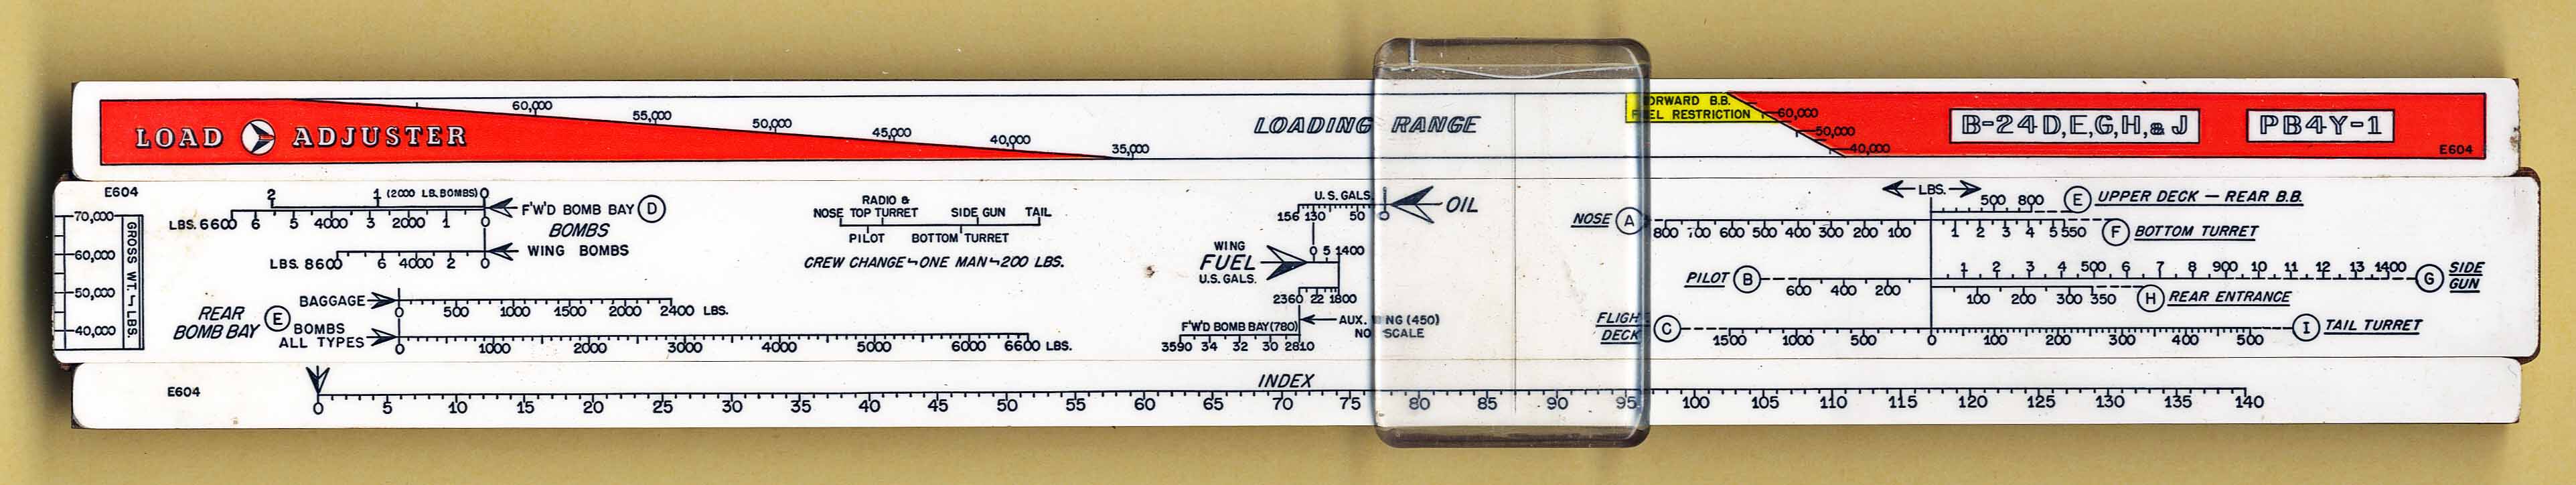 LOAD ADJUSTER
60,000
55,000
50,000
45,000
40,000
35,000
LOADING RANGE
FORWARD B.B.
FUEL RESTRICTION
60,000
50,000
40,000
B-24 D,E,G,H,& J
PB4Y-1
E604
E604
70,000
60,000
50,000
40,000
GROSS WT. LBS.
2 1 (2000 LB. BOMBS) 0
F'W'D BOMB BAY D
LBS. 6600 6 5 4000 3 2000 1 0
BOMBS
WING BOMBS
LBS. 8600 6 4000 2 0
REAR
BOMB BAY E
BAGGAGE
0 500 1000 1500 2000 2400 LBS.
BOMBS
ALL TYPES
0 1000 2000 3000 4000 5000 6000 6600 LBS.
RADIO &
NOSE TOP TURRET SIDE GUN TAIL
PILOT BOTTOM TURRET
CREW CHANGE ONE MAN 200 LBS.
U.S. GALS.
156 130 50 0
OIL
WING
FUEL
U.S. GALS.
0 5 1400
2360 22 1800
F'W'D BOMB BAY (780)
AUX. WING (450)
NO SCALE
3590 34 32 30 2810
LBS.
500 800 E UPPER DECK — REAR B.B.
NOSE A
800 700 600 500 400 300 200 100
1 2 3 4 5 550 F BOTTOM TURRET
PILOT B
600 400 200
1 2 3 4 500 6 7 8 900 10 11 12 13 1400 G SIDE GUN
100 200 300 350 H REAR ENTRANCE
FLIGHT
DECK C
1500 1000 500 0 100 200 300 400 500 I TAIL TURRET
E604
INDEX
0 5 10 15 20 25 30 35 40 45 50 55 60 65 70 75 80 85 90 95 100 105 110 115 120 125 130 135 140